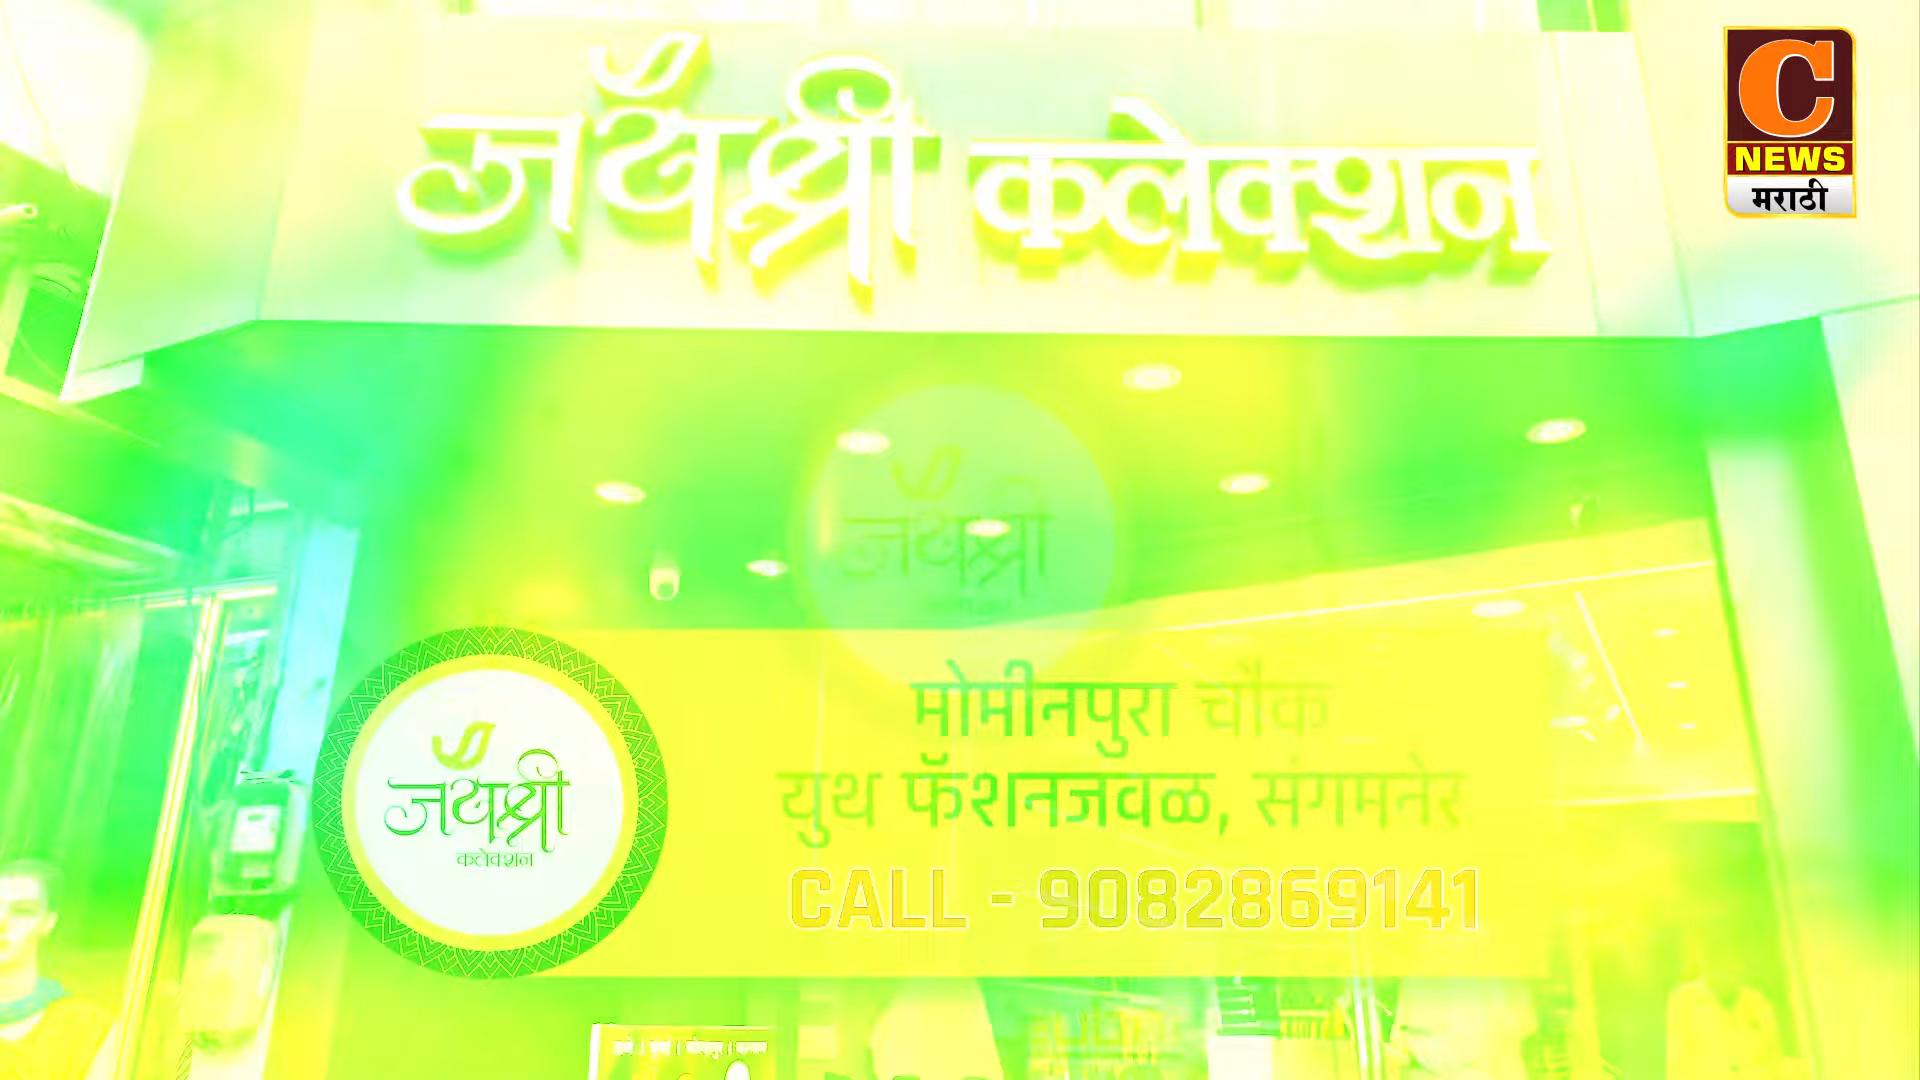 जयश्री कलेक्शन
C
NEWS
मराठी
जयश्री
मोमीनपुरा चौक
युथ फॅशनजवळ, संगमनेर
जयश्री
कलेक्शन
CALL - 9082869141